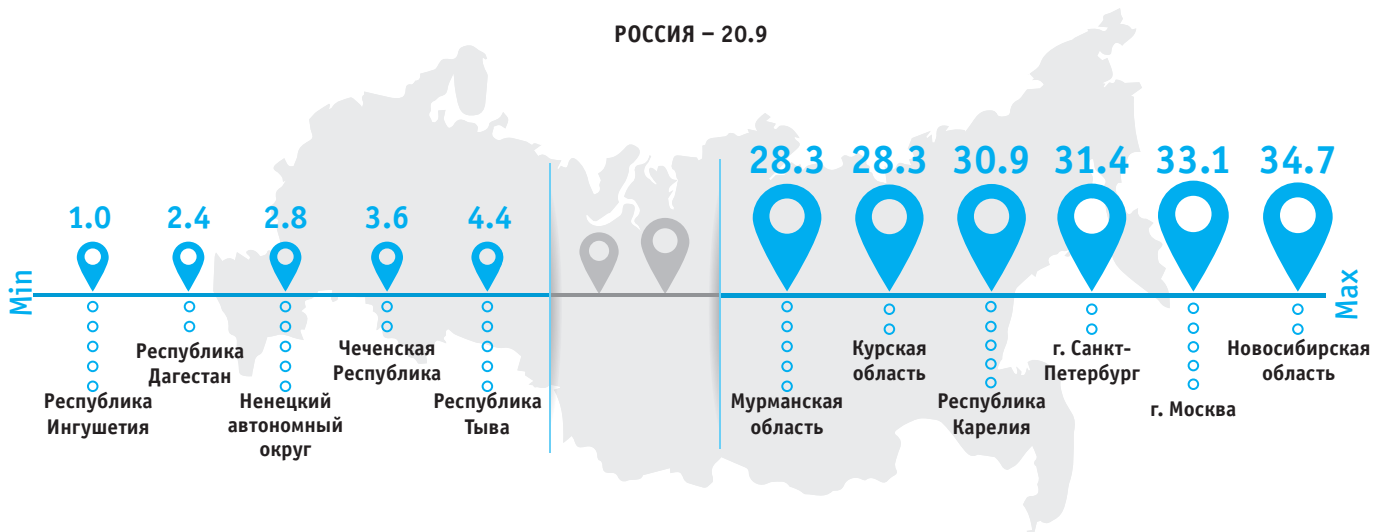 РОССИЯ – 20.9
28.3
28.3
30.9
31.4
33.1
34.7
1.0
2.4
2.8
3.6
4.4
Min
Max
Республика
Ингушетия
Республика
Дагестан
Ненецкий
автономный
округ
Чеченская
Республика
Республика
Тыва
Мурманская
область
Курская
область
Республика
Карелия
г. Санкт-
Петербург
г. Москва
Новосибирская
область